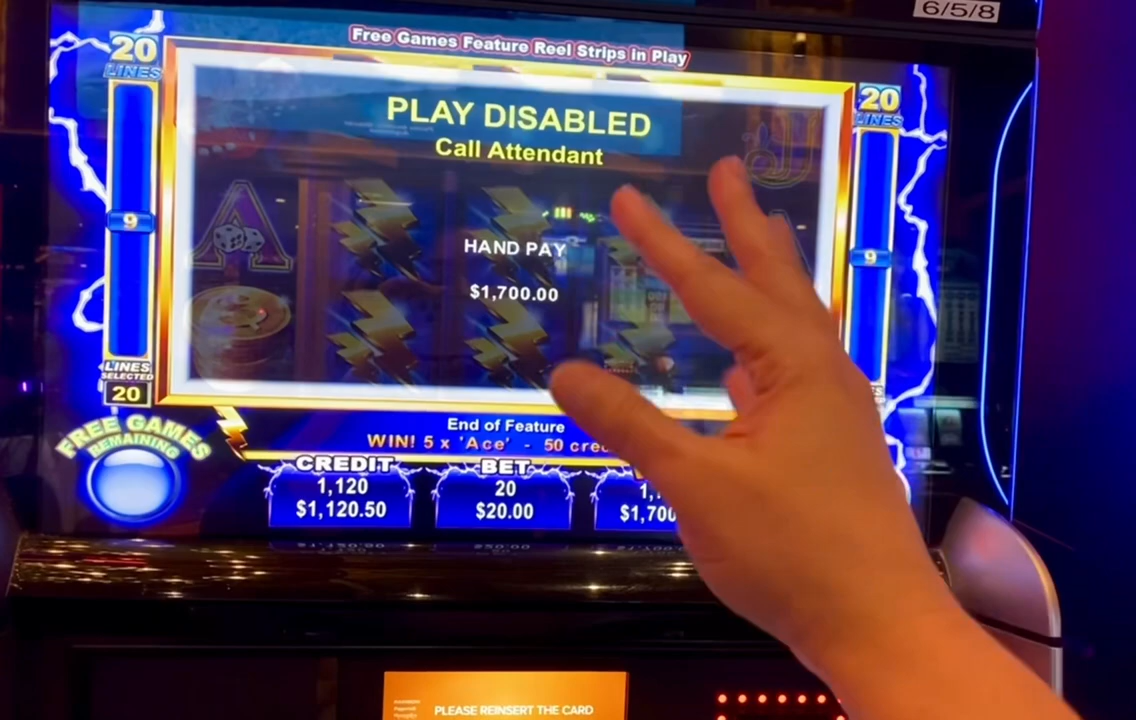 6/5/8
Free Games Feature Reel Strips in Play
20
LINES
20
LINES
PLAY DISABLED
Call Attendant
A
9
HAND PAY
9
$1,700.00
LINES
SELECTED
20
FREE GAMES
REMAINING
End of Feature
WIN! 5 x 'Ace' - 50 cre
CREDIT
BET
1,120
20
1,
$1,120.50
$20.00
$1,700
PLEASE REINSERT THE CARD